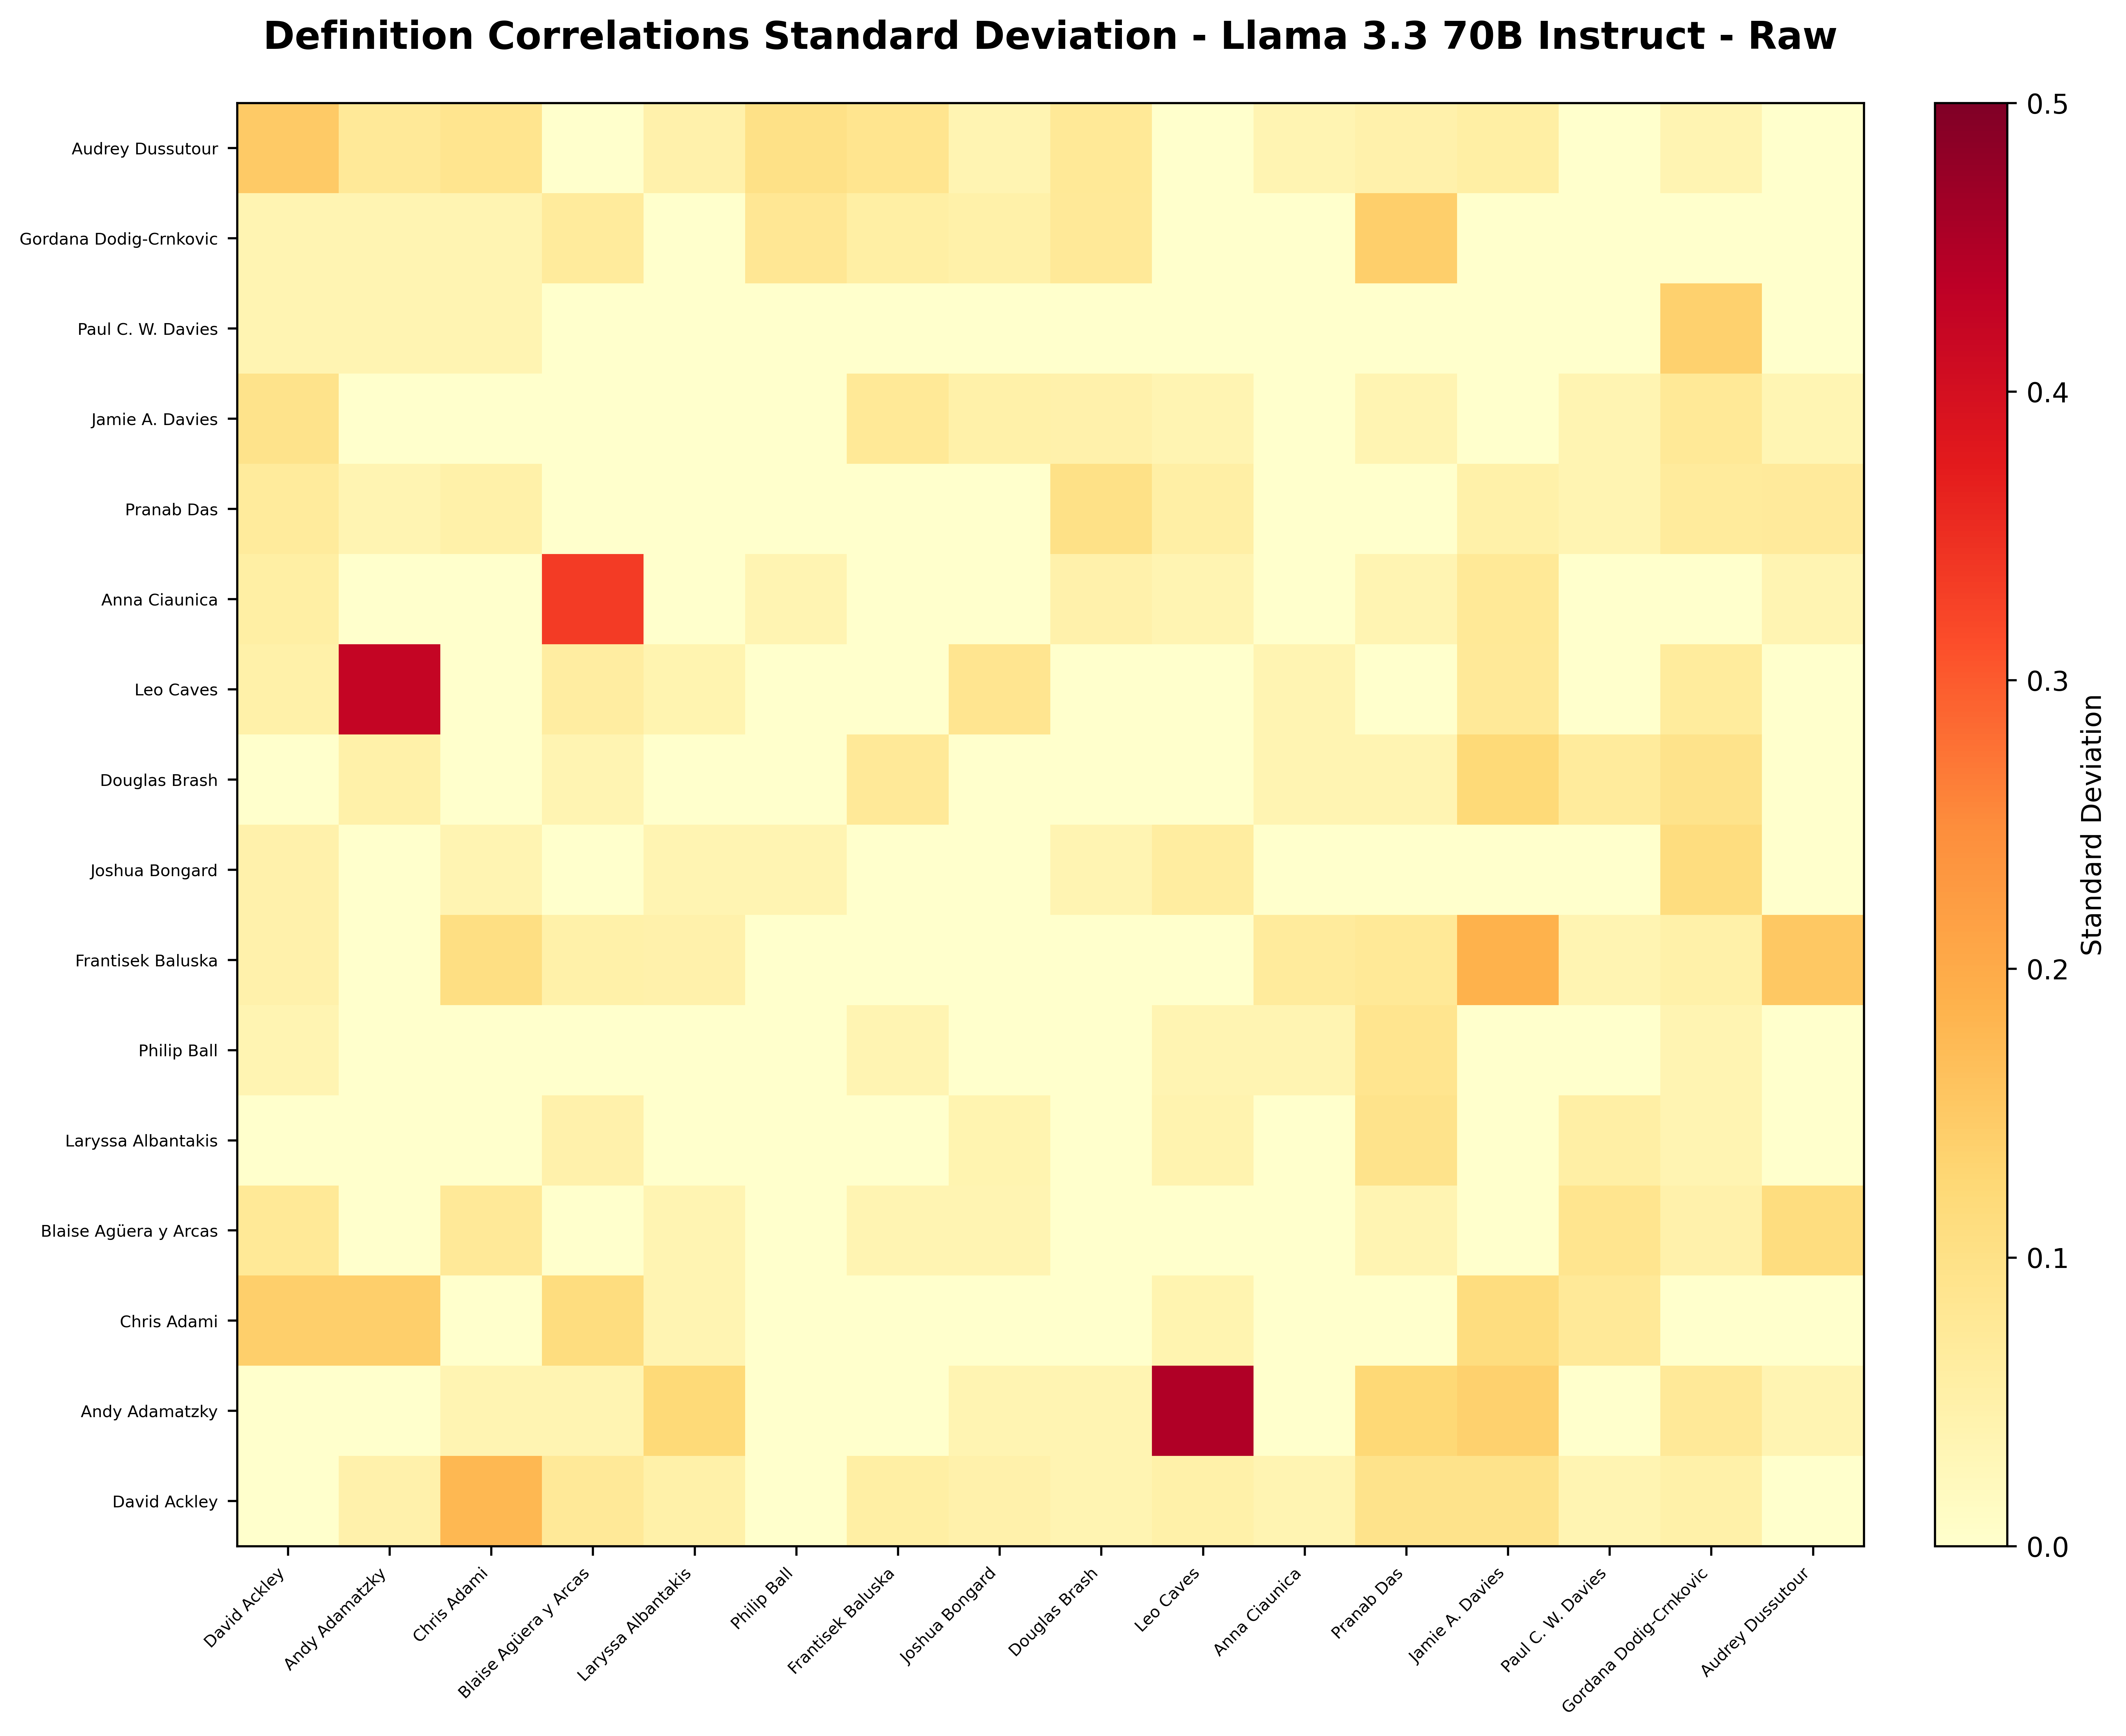 Definition Correlations Standard Deviation - Llama 3.3 70B Instruct - Raw
Audrey Dussutour
Gordana Dodig-Crnkovic
Paul C. W. Davies
Jamie A. Davies
Pranab Das
Anna Ciaunica
Leo Caves
Douglas Brash
Joshua Bongard
Frantisek Baluska
Philip Ball
Laryssa Albantakis
Blaise Agüera y Arcas
Chris Adami
Andy Adamatzky
David Ackley
David Ackley
Andy Adamatzky
Chris Adami
Blaise Agüera y Arcas
Laryssa Albantakis
Philip Ball
Frantisek Baluska
Joshua Bongard
Douglas Brash
Leo Caves
Anna Ciaunica
Pranab Das
Jamie A. Davies
Paul C. W. Davies
Gordana Dodig-Crnkovic
Audrey Dussutour
0.5
0.4
0.3
0.2
0.1
0.0
Standard Deviation